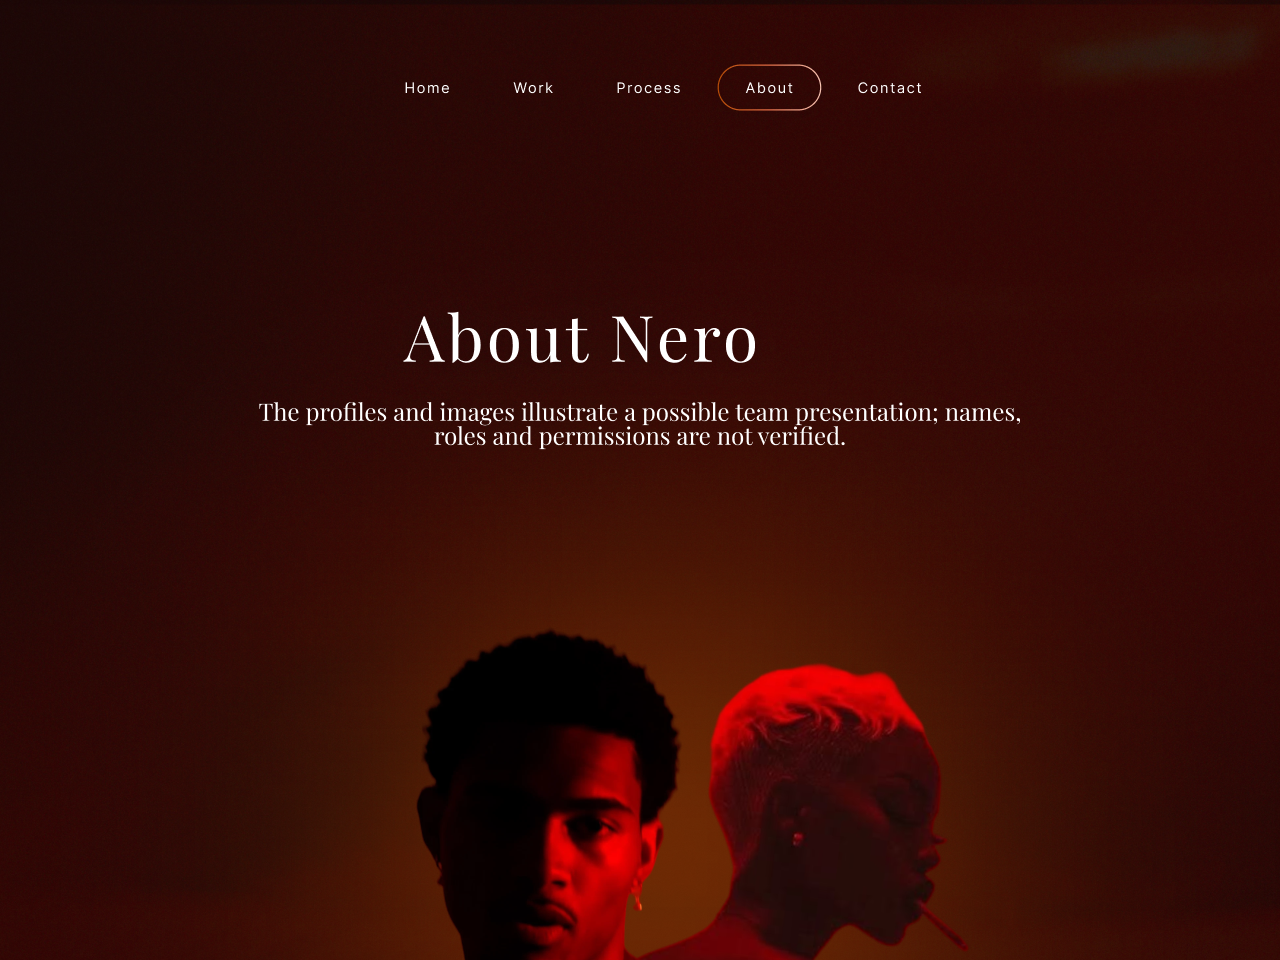 Home Work Process About Contact
About Nero
The profiles and images illustrate a possible team presentation; names,
roles and permissions are not verified.